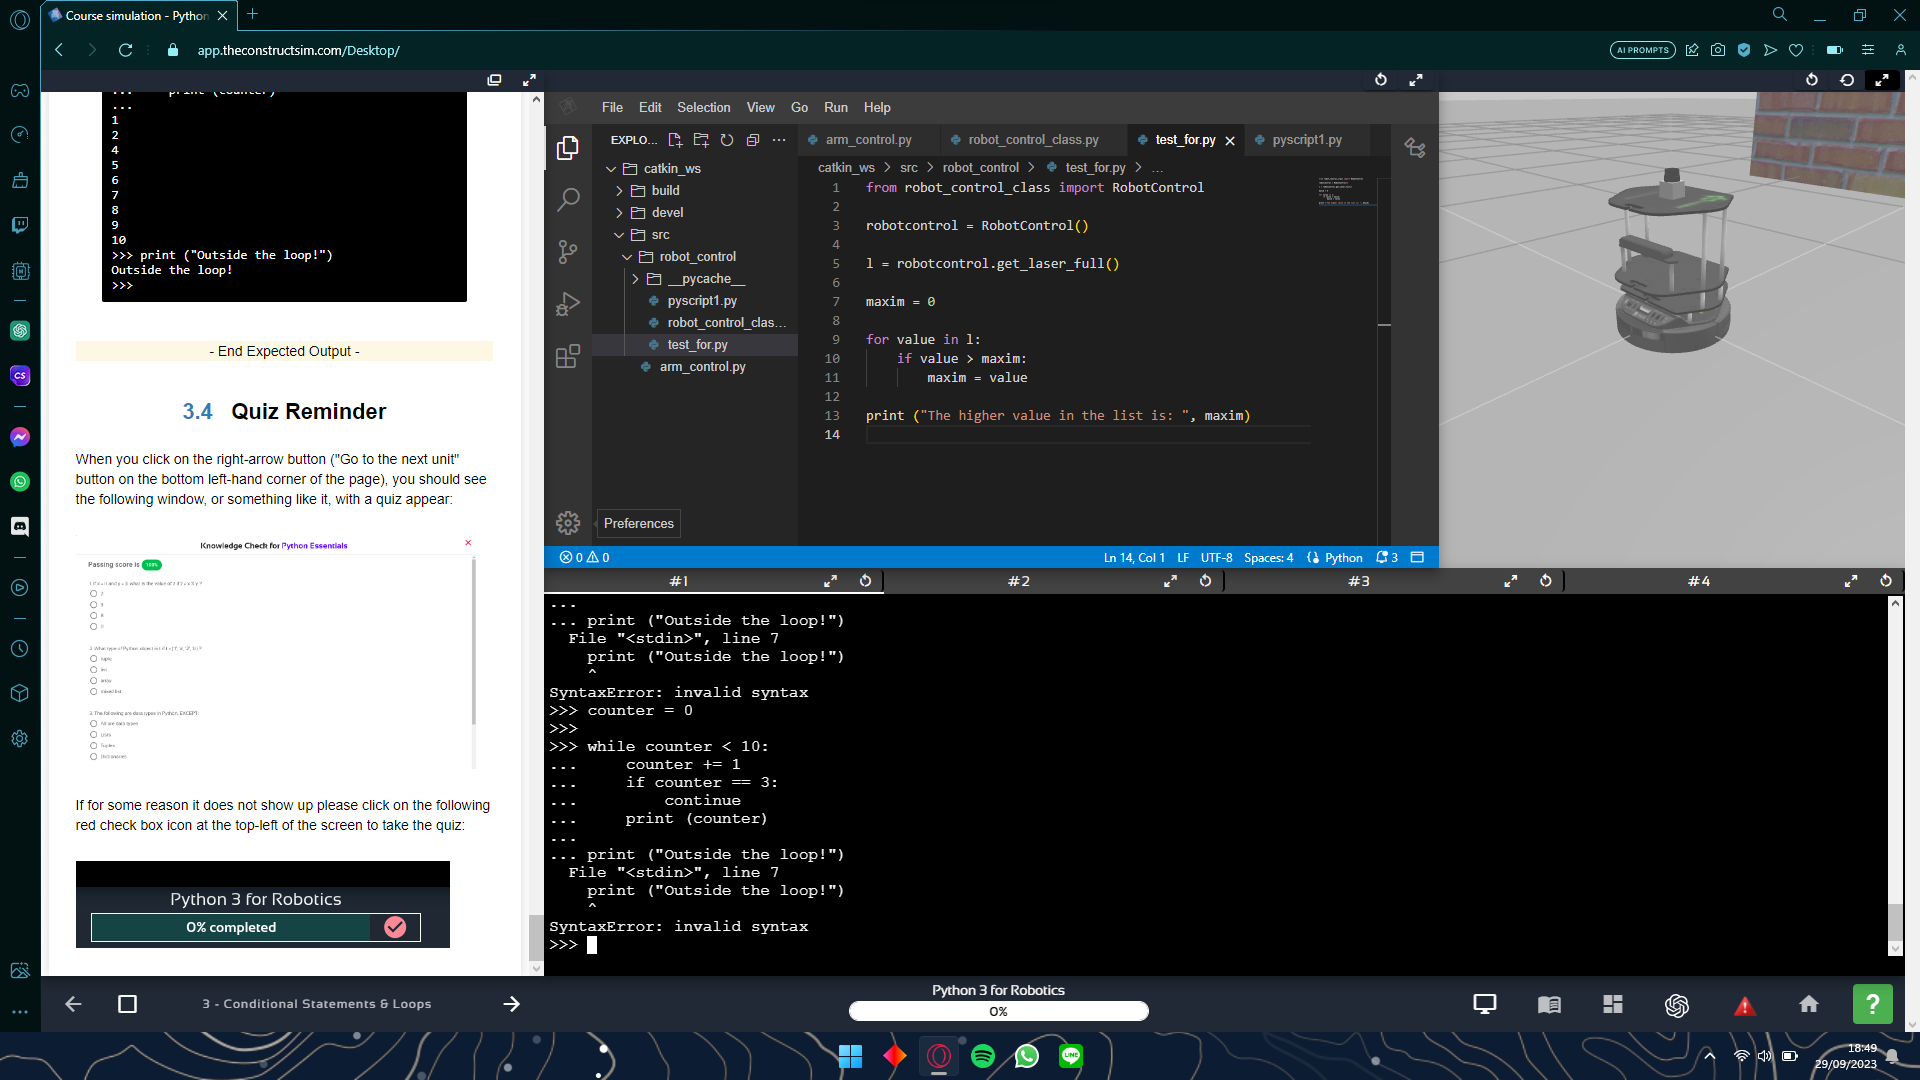 Course simulation - Python
app.theconstructsim.com/Desktop/
AI PROMPTS
... print (counter)
...
1
2
4
5
6
7
8
9
10
>>> print ("Outside the loop!")
Outside the loop!
>>>
- End Expected Output -
3.4 Quiz Reminder
When you click on the right-arrow button ("Go to the next unit"
button on the bottom left-hand corner of the page), you should see
the following window, or something like it, with a quiz appear:
Knowledge Check for Python Essentials
Passing score is 100%
If for some reason it does not show up please click on the following
red check box icon at the top-left of the screen to take the quiz:
Python 3 for Robotics
0% completed
File Edit Selection View Go Run Help
EXPLO...
catkin_ws
build
devel
src
robot_control
__pycache__
pyscript1.py
robot_control_clas...
test_for.py
arm_control.py
Preferences
arm_control.py robot_control_class.py test_for.py pyscript1.py
catkin_ws > src > robot_control > test_for.py > ...
1 from robot_control_class import RobotControl
2
3 robotcontrol = RobotControl()
4
5 l = robotcontrol.get_laser_full()
6
7 maxim = 0
8
9 for value in l:
10 if value > maxim:
11 maxim = value
12
13 print ("The higher value in the list is: ", maxim)
14
0 0 Ln 14, Col 1 LF UTF-8 Spaces: 4 Python 3
#1 #2 #3 #4
...
... print ("Outside the loop!")
File "<stdin>", line 7
print ("Outside the loop!")
^
SyntaxError: invalid syntax
>>> counter = 0
>>>
>>> while counter < 10:
... counter += 1
... if counter == 3:
... continue
... print (counter)
...
... print ("Outside the loop!")
File "<stdin>", line 7
print ("Outside the loop!")
^
SyntaxError: invalid syntax
>>>
3 - Conditional Statements & Loops
Python 3 for Robotics
0%
?
18:49
29/09/2023